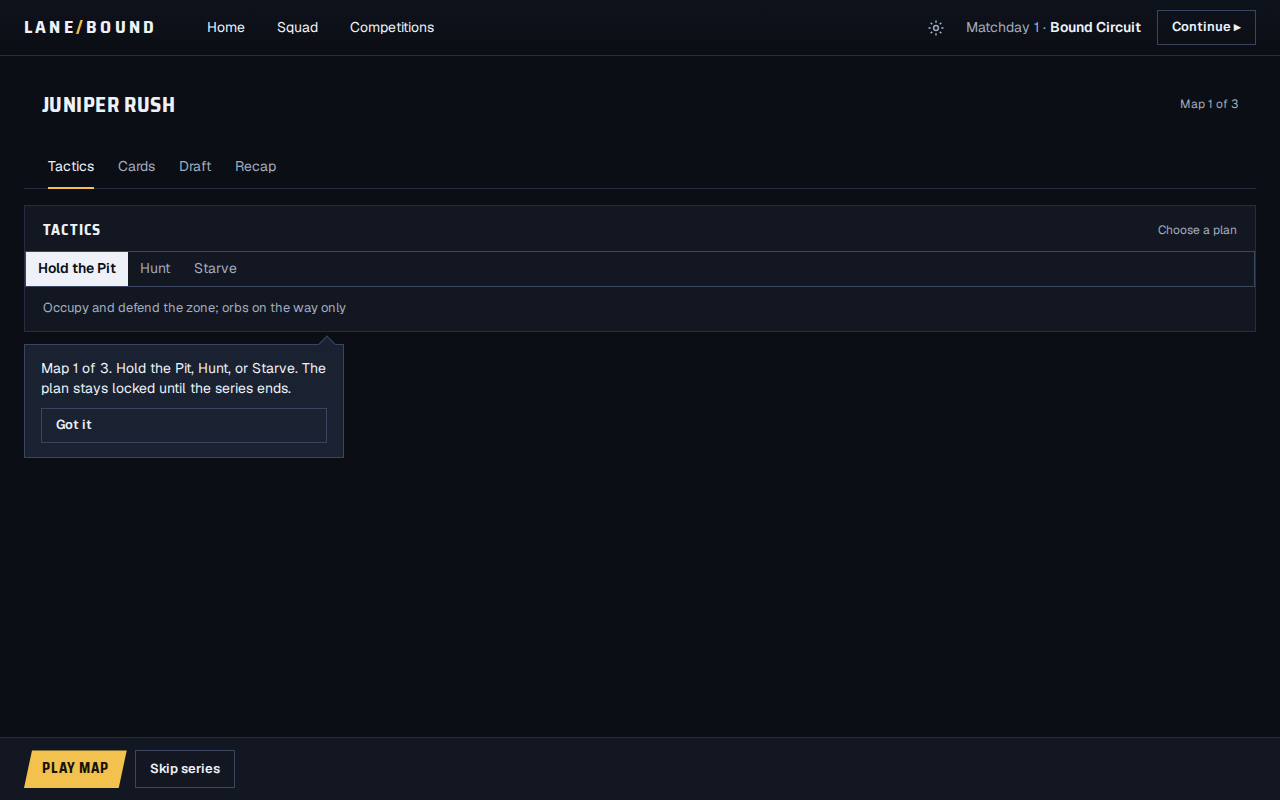 LANE/BOUND
Home Squad Competitions
Matchday 1 · Bound Circuit
Continue ▸
JUNIPER RUSH
Map 1 of 3
Tactics Cards Draft Recap
TACTICS
Choose a plan
Hold the Pit Hunt Starve
Occupy and defend the zone; orbs on the way only
Map 1 of 3. Hold the Pit, Hunt, or Starve. The
plan stays locked until the series ends.
Got it
PLAY MAP Skip series